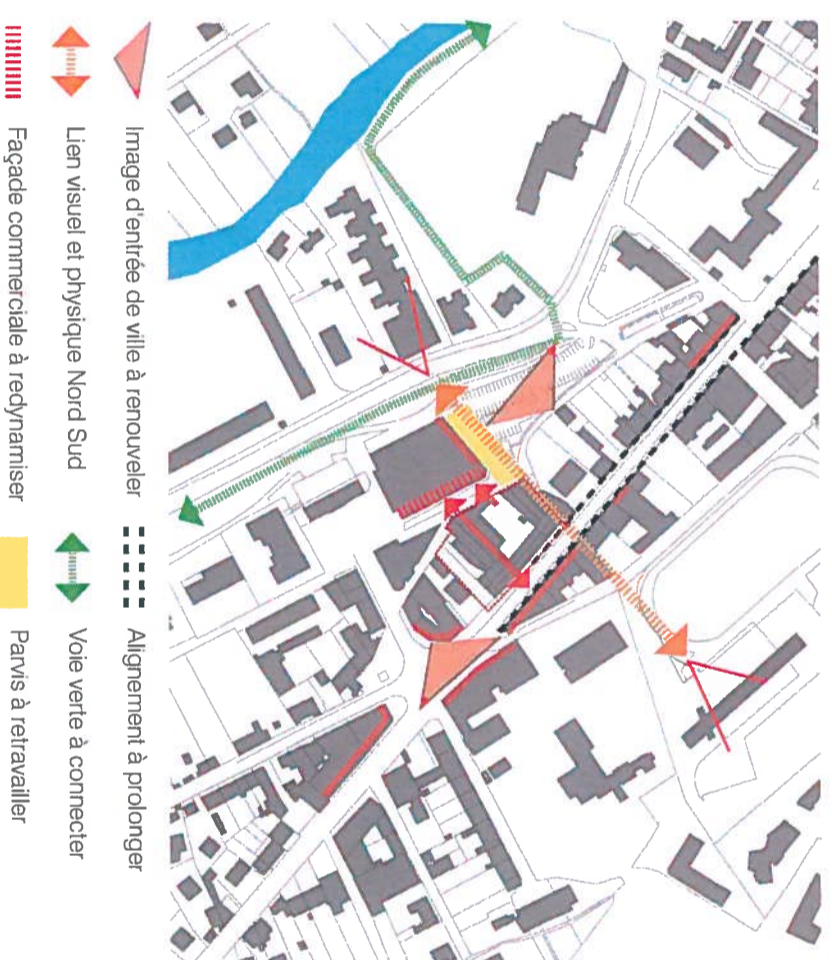 Image d'entrée de ville à renouveler
Alignement à prolonger
Lien visuel et physique Nord Sud
Voie verte à connecter
Façade commerciale à redynamiser
Parvis à retravailler